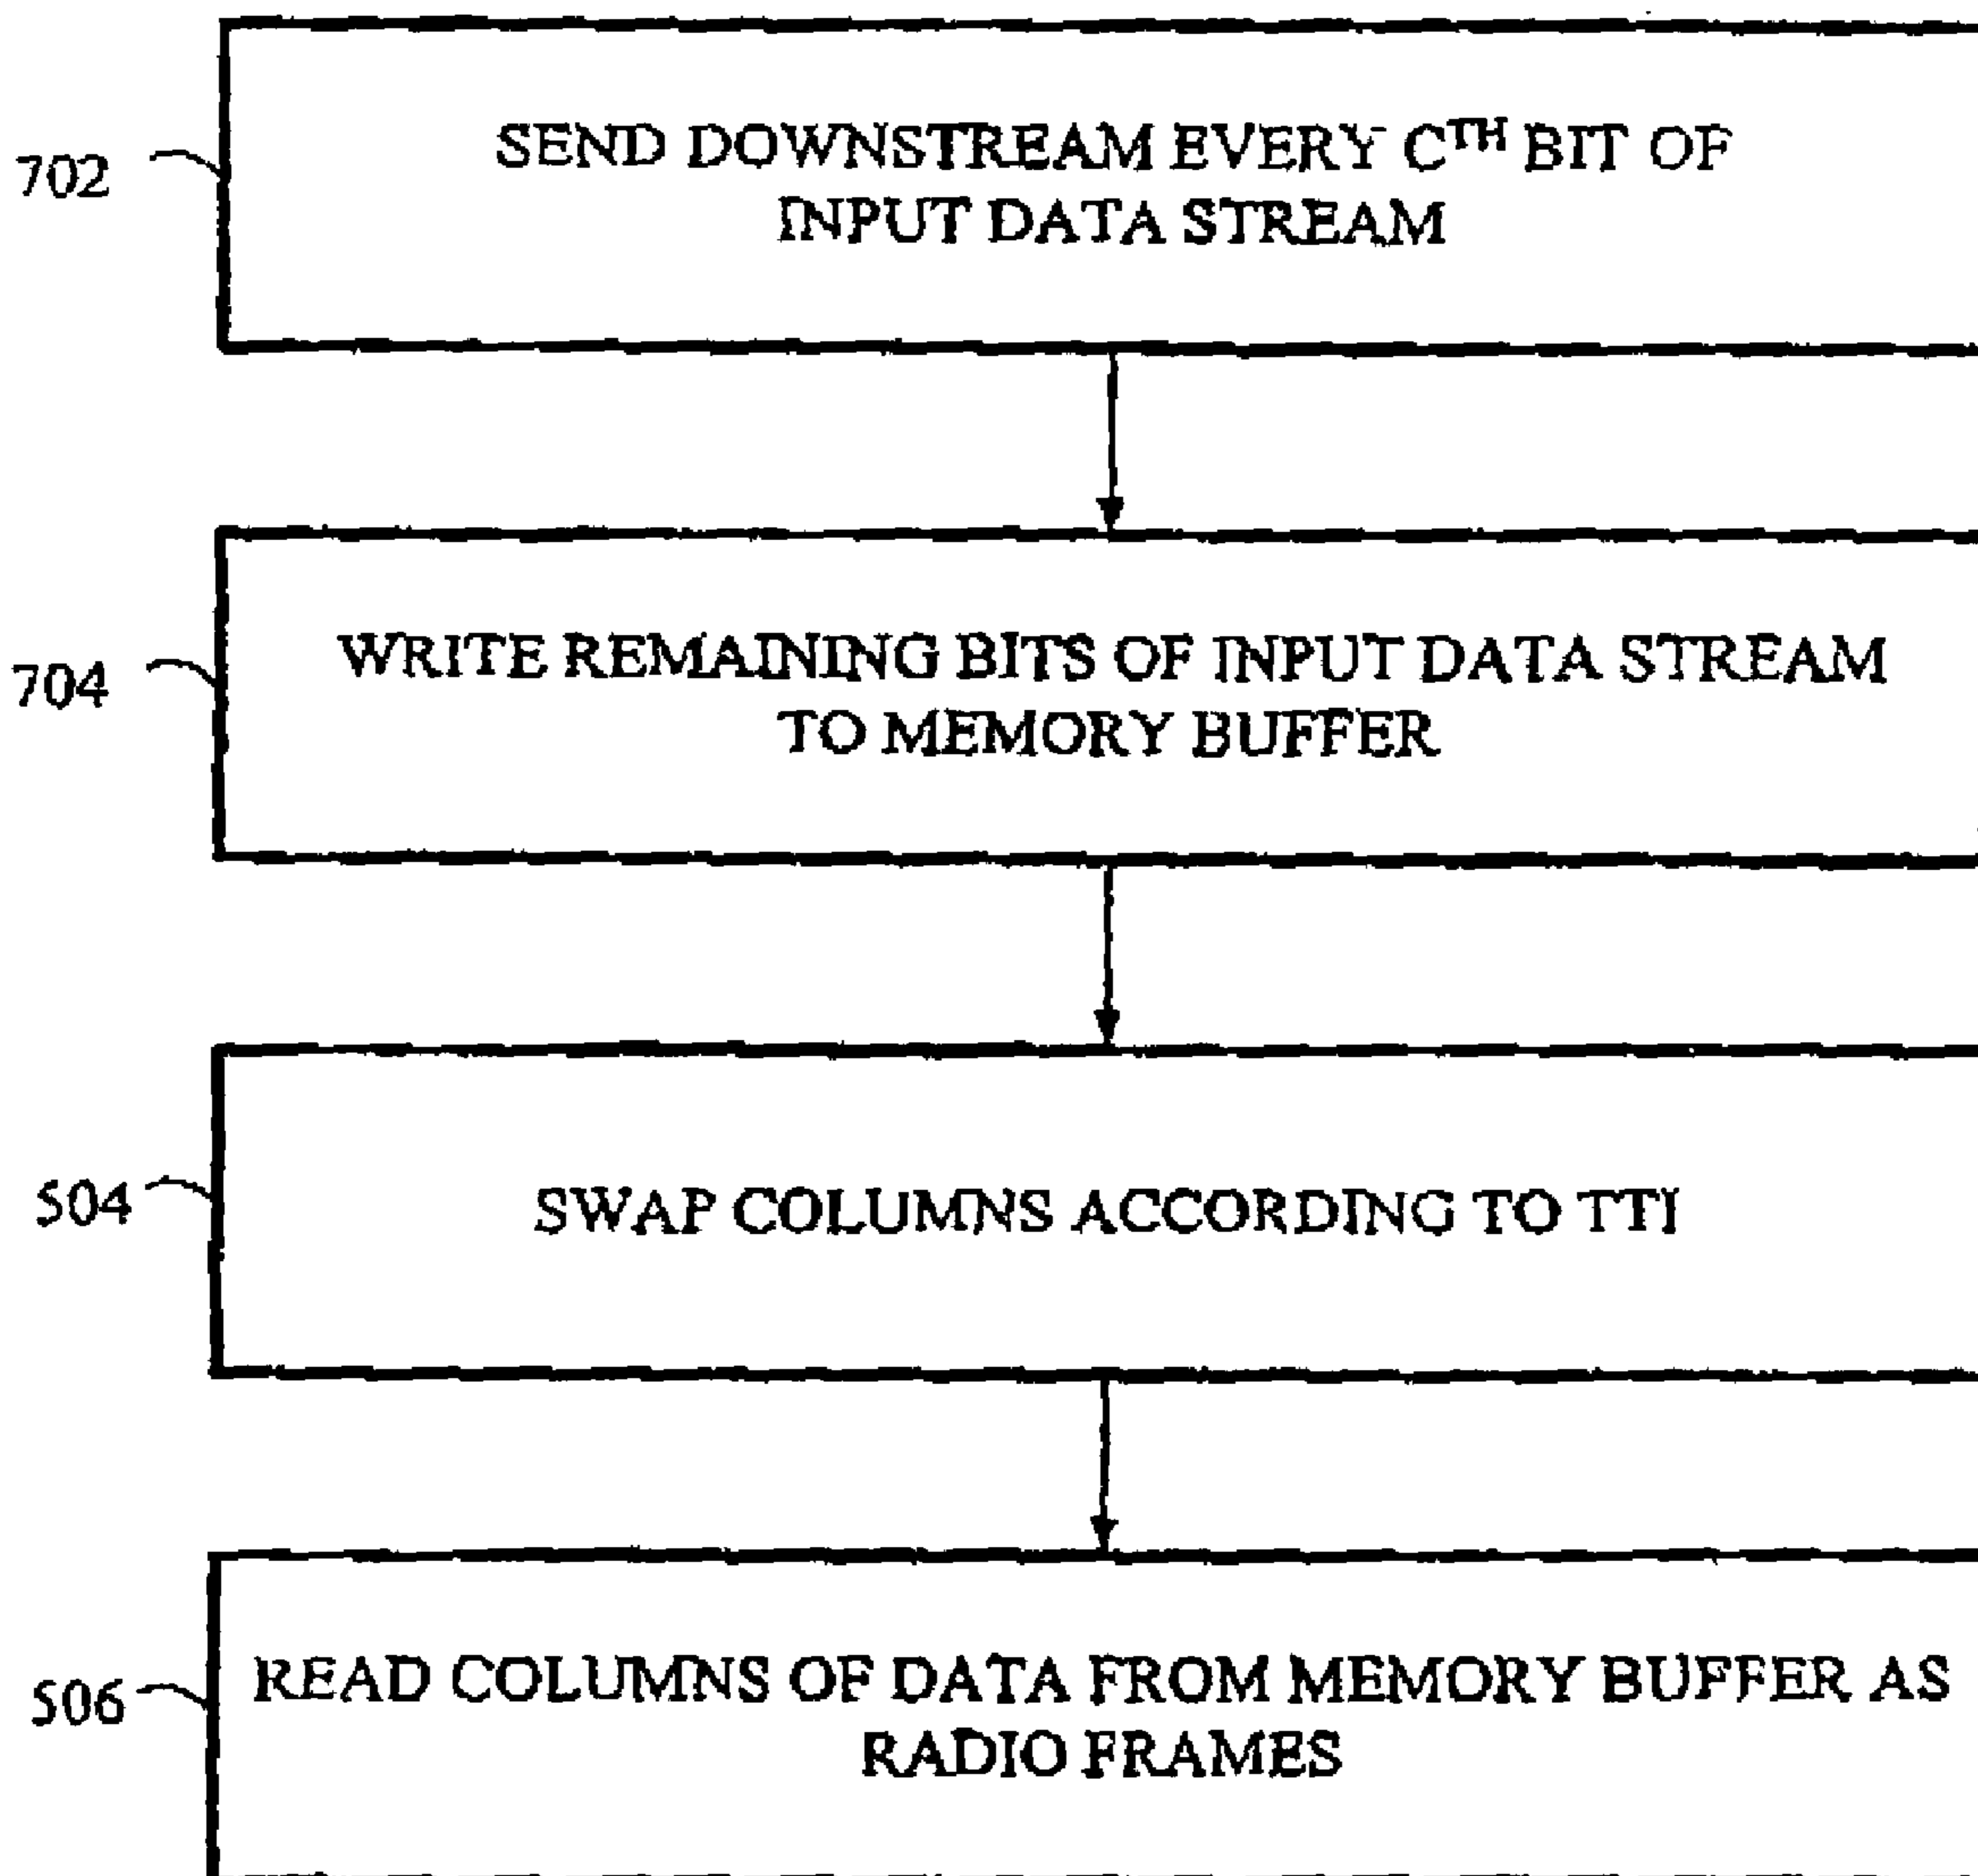 702
SEND DOWNSTREAM EVERY Cᵀᴴ BIT OF
INPUT DATA STREAM
704
WRITE REMAINING BITS OF INPUT DATA STREAM
TO MEMORY BUFFER
504
SWAP COLUMNS ACCORDING TO TTI
506
READ COLUMNS OF DATA FROM MEMORY BUFFER AS
RADIO FRAMES